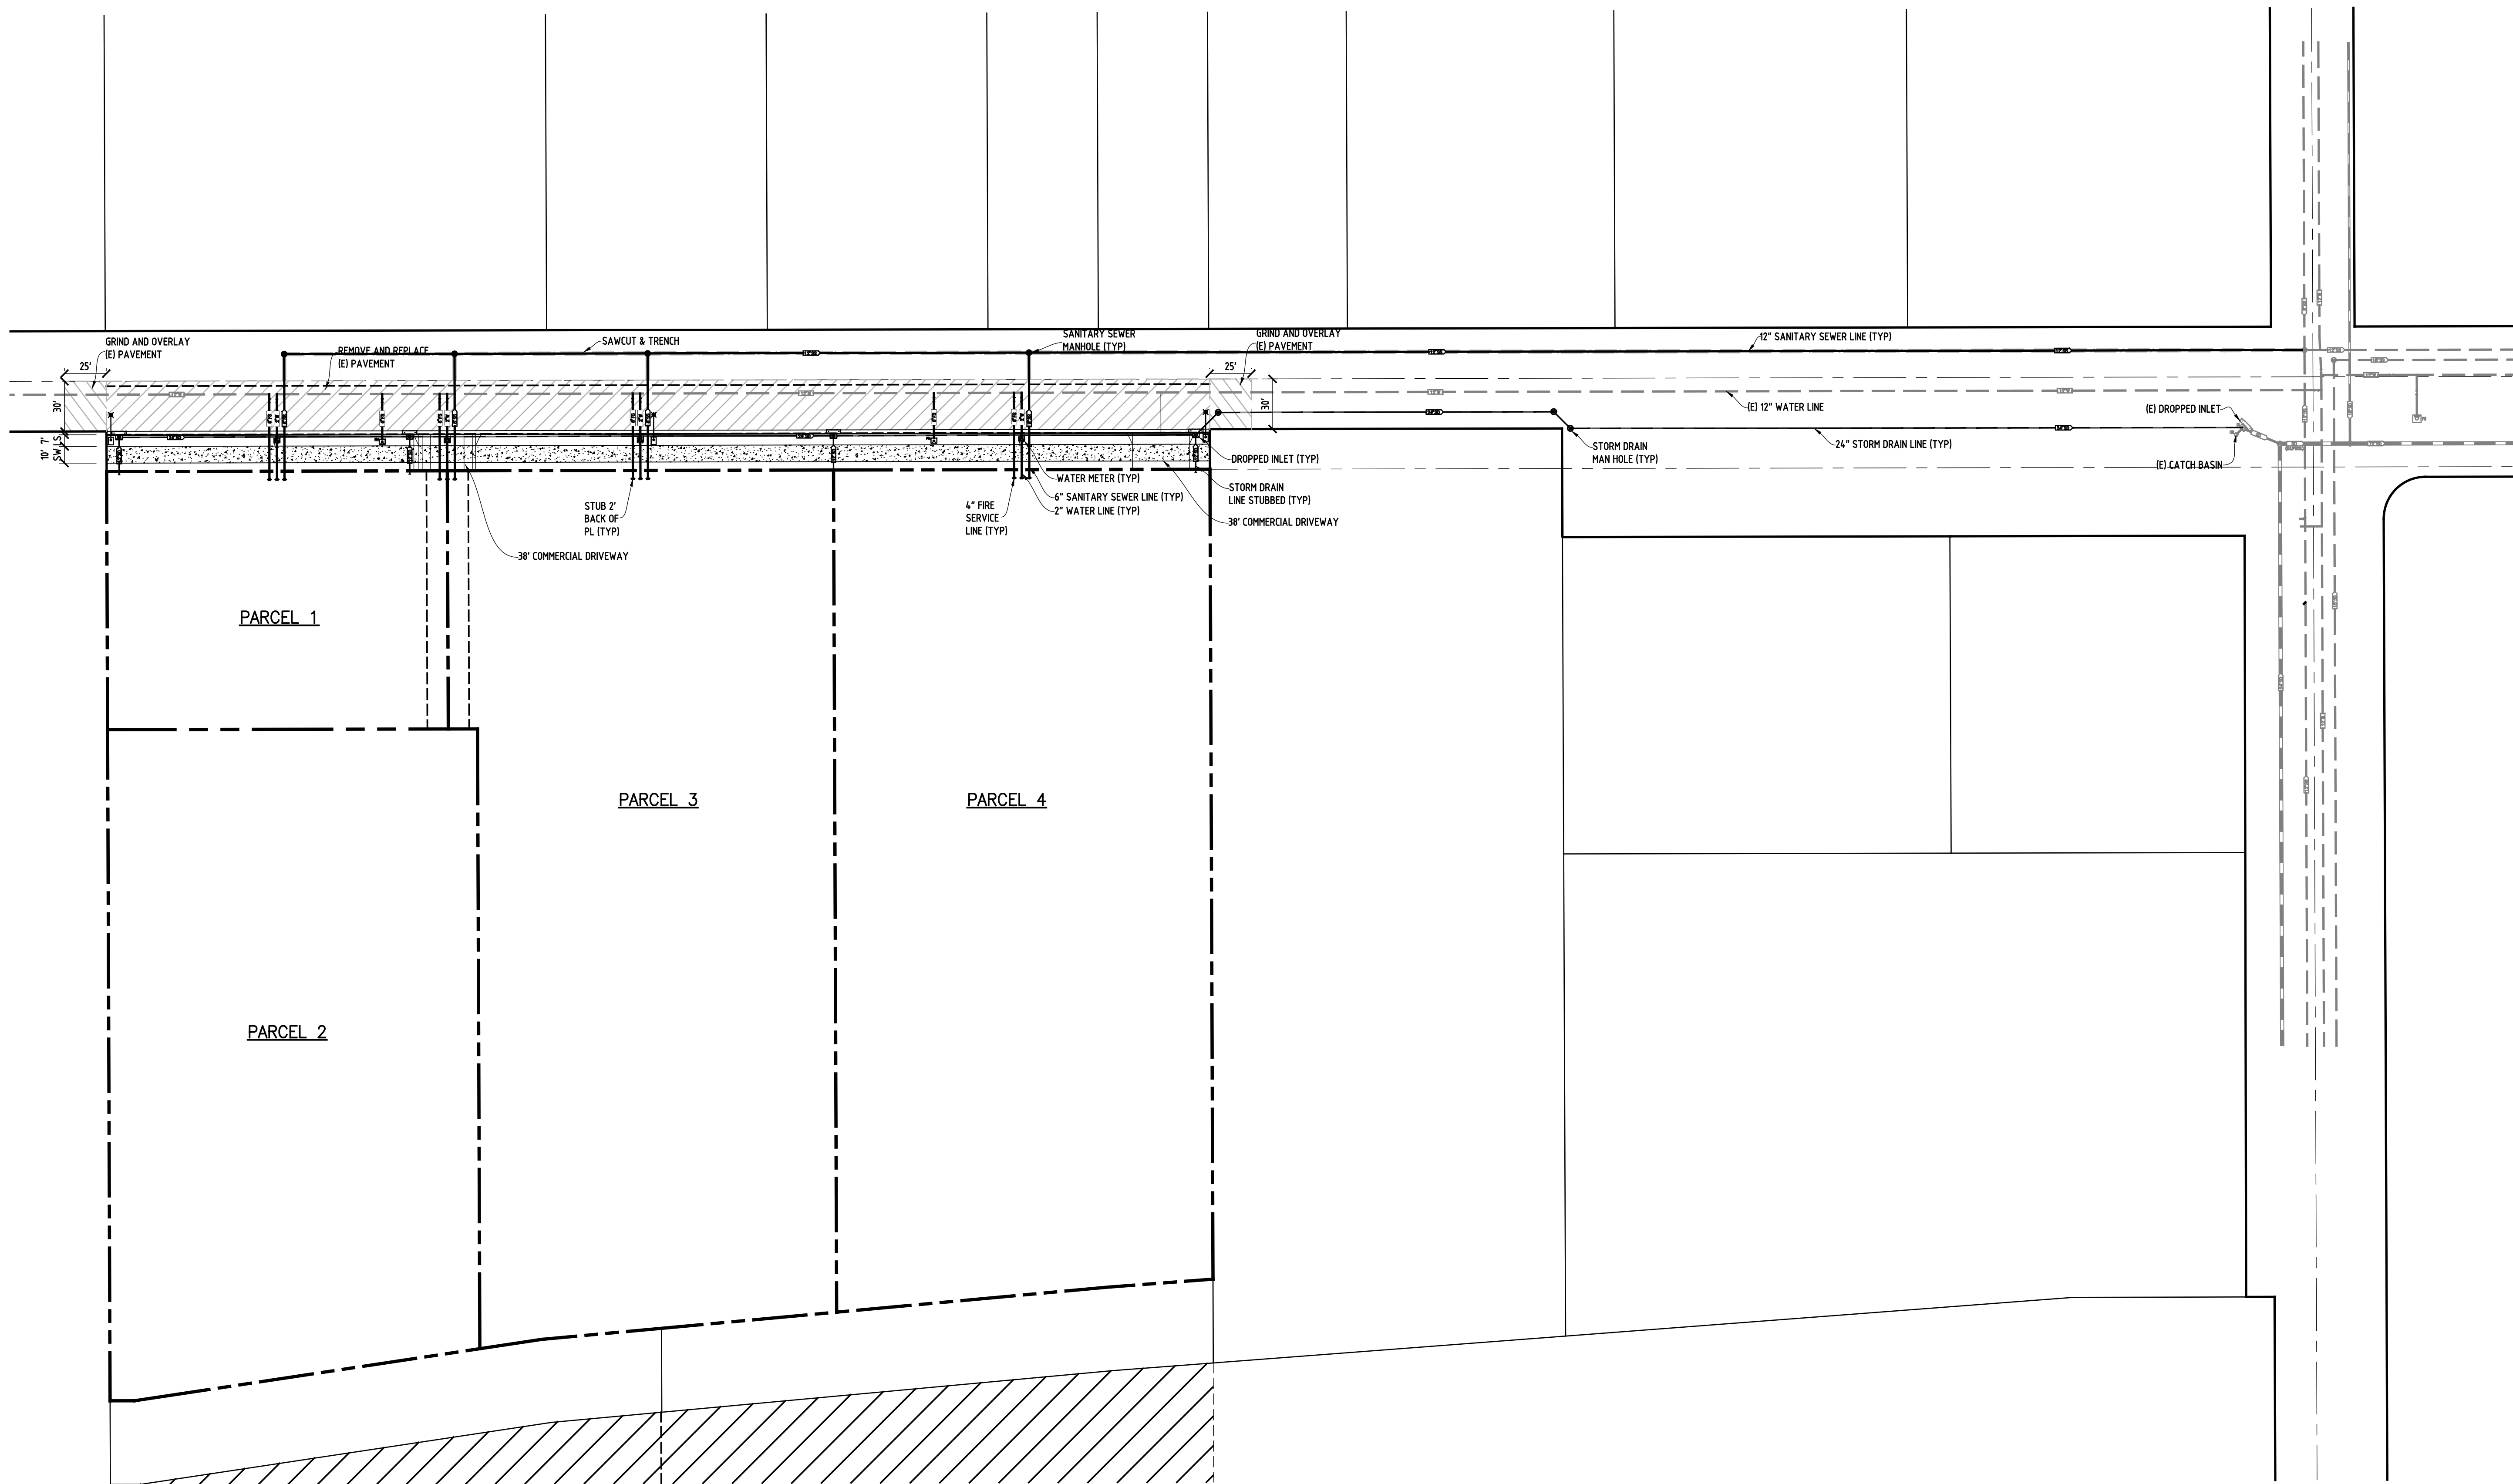 GRIND AND OVERLAY
(E) PAVEMENT
25'
REMOVE AND REPLACE
(E) PAVEMENT
SAWCUT & TRENCH
SANITARY SEWER
MANHOLE (TYP)
GRIND AND OVERLAY
(E) PAVEMENT
25'
12" SANITARY SEWER LINE (TYP)
30'
30'
(E) 12" WATER LINE
(E) DROPPED INLET
10' 7'
SW L.S.
DROPPED INLET (TYP)
STORM DRAIN
MAN HOLE (TYP)
24" STORM DRAIN LINE (TYP)
(E) CATCH BASIN
WATER METER (TYP)
6" SANITARY SEWER LINE (TYP)
2" WATER LINE (TYP)
STORM DRAIN
LINE STUBBED (TYP)
38' COMMERCIAL DRIVEWAY
STUB 2'
BACK OF
PL (TYP)
4" FIRE
SERVICE
LINE (TYP)
38' COMMERCIAL DRIVEWAY
PARCEL 1
PARCEL 3
PARCEL 4
PARCEL 2